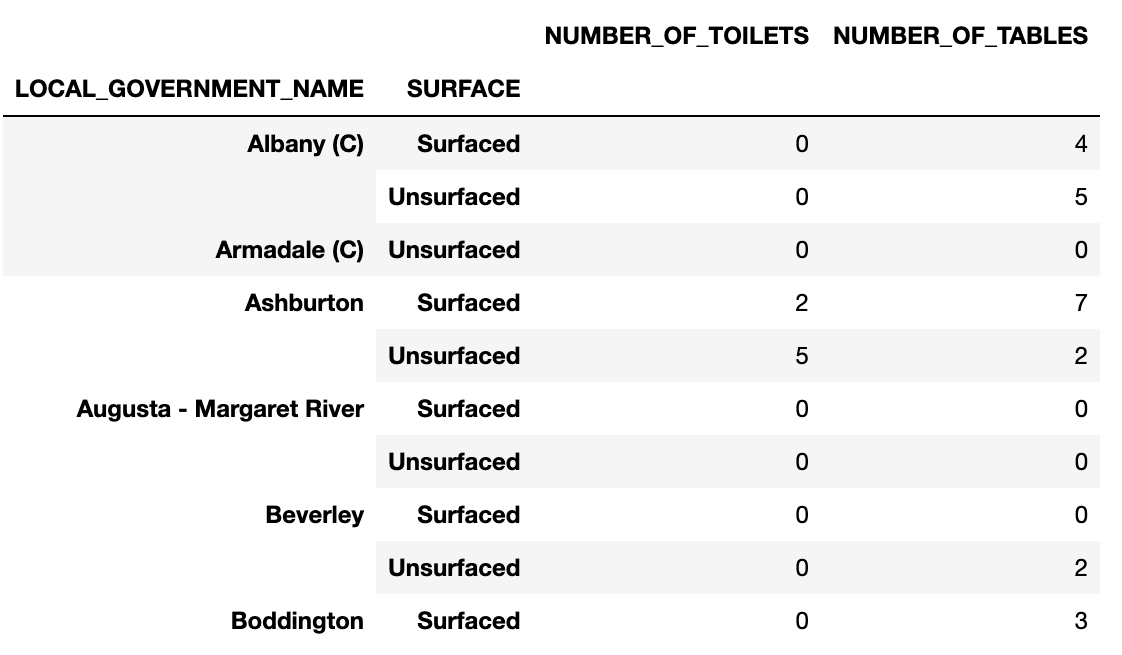 NUMBER_OF_TOILETS NUMBER_OF_TABLES
LOCAL_GOVERNMENT_NAME SURFACE
Albany (C) Surfaced 0 4
Unsurfaced 0 5
Armadale (C) Unsurfaced 0 0
Ashburton Surfaced 2 7
Unsurfaced 5 2
Augusta - Margaret River Surfaced 0 0
Unsurfaced 0 0
Beverley Surfaced 0 0
Unsurfaced 0 2
Boddington Surfaced 0 3